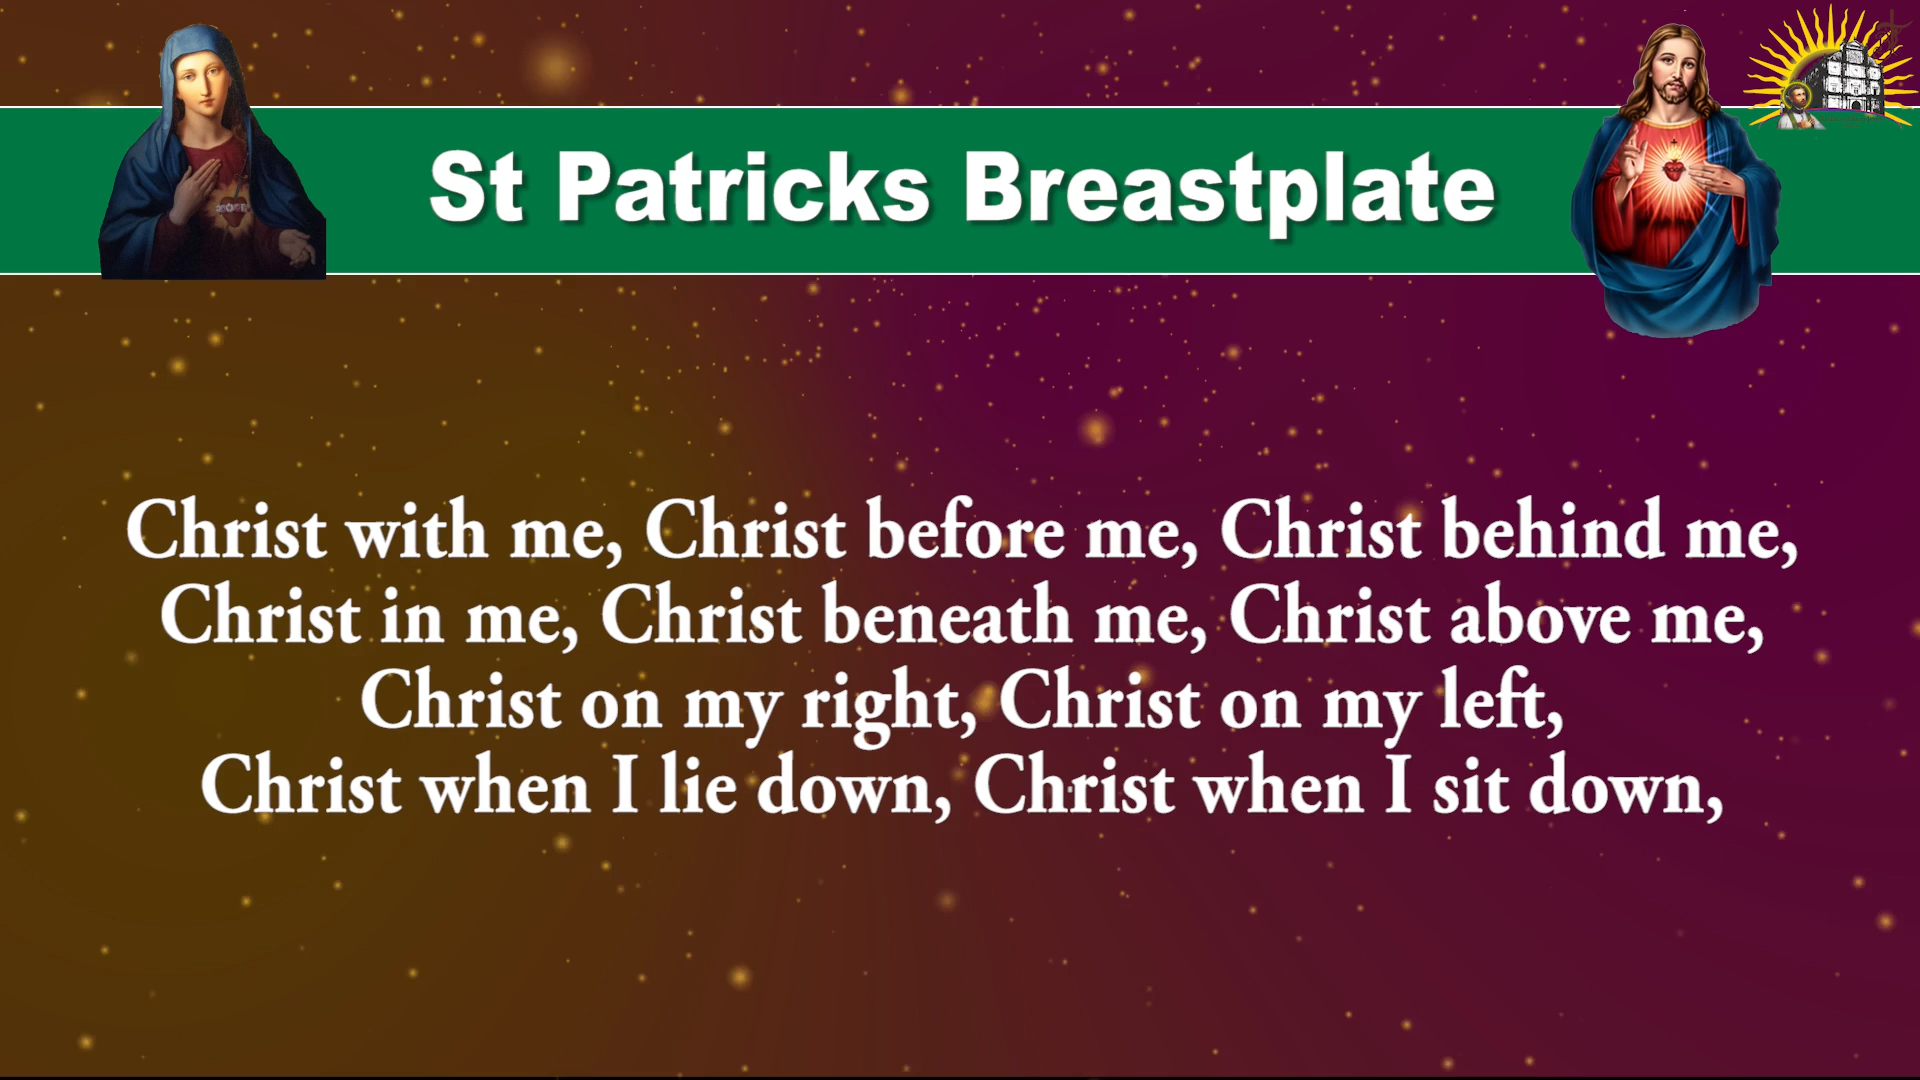 St Patricks Breastplate
Christ with me, Christ before me, Christ behind me,
Christ in me, Christ beneath me, Christ above me,
Christ on my right, Christ on my left,
Christ when I lie down, Christ when I sit down,